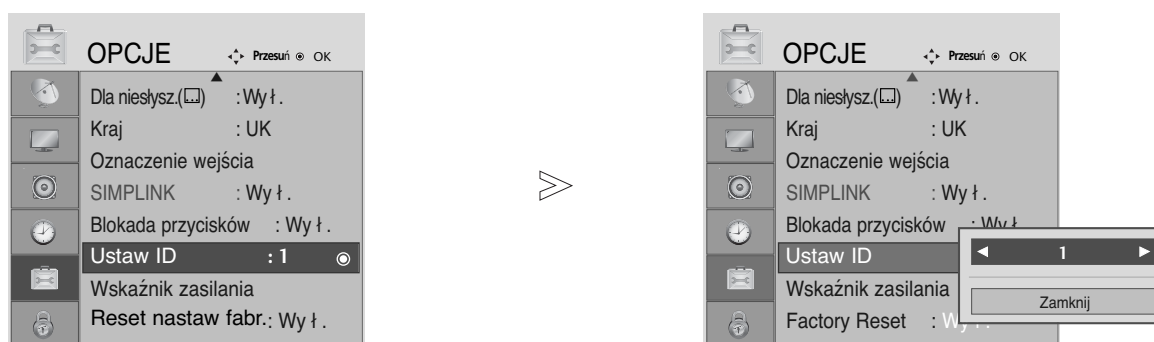 OPCJE Przesuń OK
Dla niesłysz.(...) : Wył.
Kraj : UK
Oznaczenie wejścia
SIMPLINK : Wył.
Blokada przycisków : Wył.
Ustaw ID : 1
Wskaźnik zasilania
Reset nastaw fabr.: Wył.
OPCJE Przesuń OK
Dla niesłysz.(...) : Wył.
Kraj : UK
Oznaczenie wejścia
SIMPLINK : Wył.
Blokada przycisków : Wył.
Ustaw ID
◄ 1 ►
Wskaźnik zasilania
Zamknij
Factory Reset : Wył.